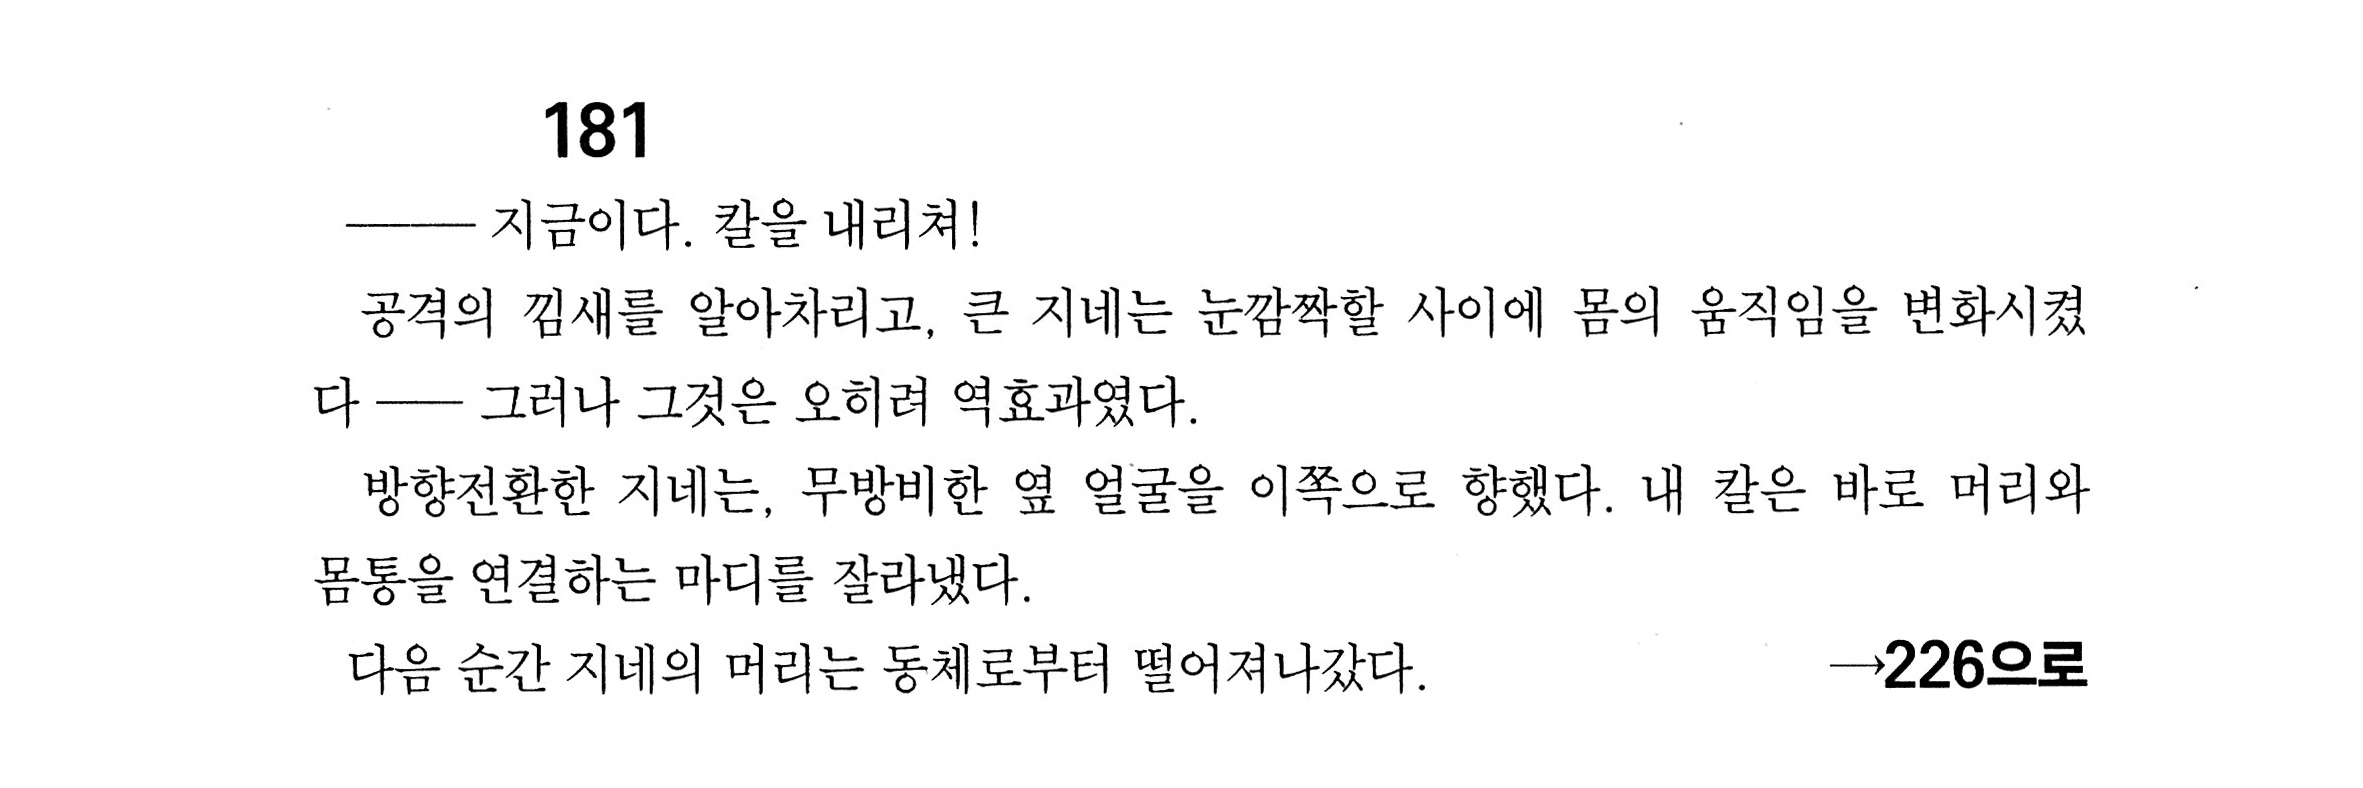 181
——— 지금이다. 칼을 내리쳐!
공격의 낌새를 알아차리고, 큰 지네는 눈깜짝할 사이에 몸의 움직임을 변화시켰
다 —— 그러나 그것은 오히려 역효과였다.
방향전환한 지네는, 무방비한 옆 얼굴을 이쪽으로 향했다. 내 칼은 바로 머리와
몸통을 연결하는 마디를 잘라냈다.
다음 순간 지네의 머리는 동체로부터 떨어져나갔다. →226으로